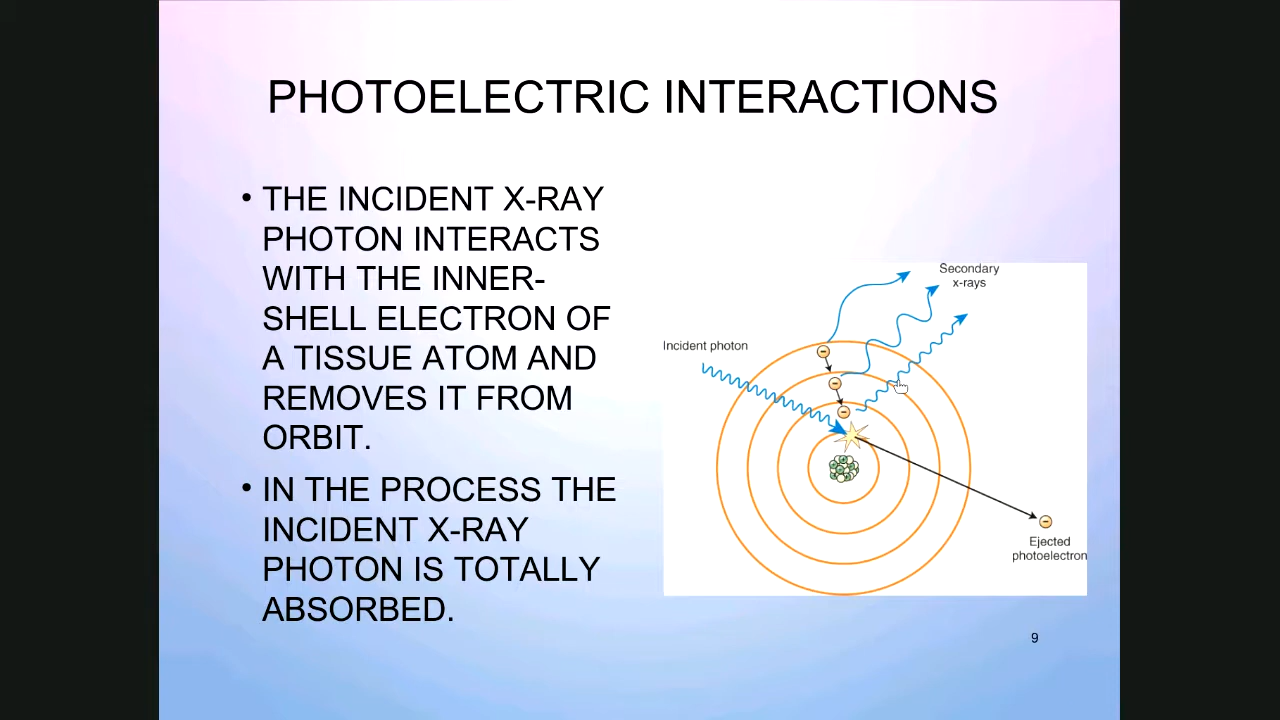 PHOTOELECTRIC INTERACTIONS
• THE INCIDENT X-RAY
PHOTON INTERACTS
WITH THE INNER-
SHELL ELECTRON OF
A TISSUE ATOM AND
REMOVES IT FROM
ORBIT.
• IN THE PROCESS THE
INCIDENT X-RAY
PHOTON IS TOTALLY
ABSORBED.
Secondary
x-rays
Incident photon
Ejected
photoelectron
9